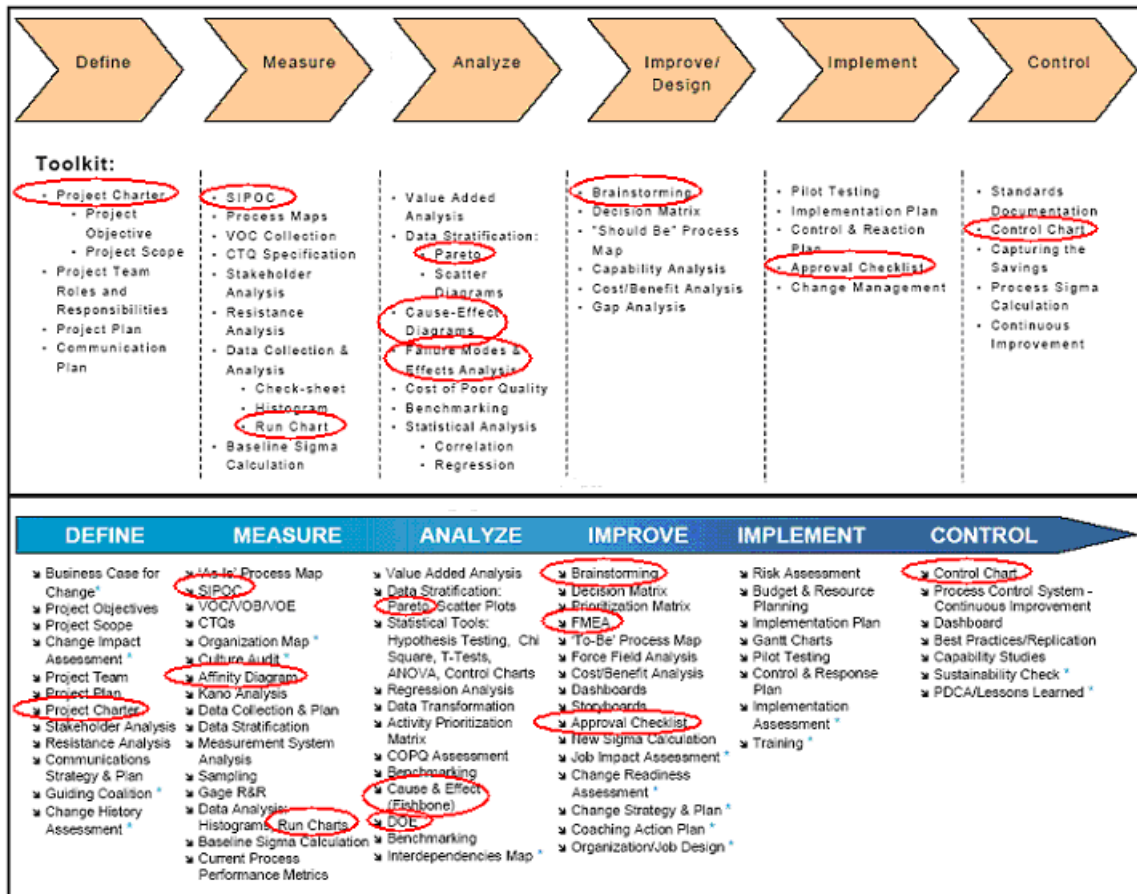 Define
Measure
Analyze
Improve/
Design
Implement
Control
Toolkit:
• Project Charter
• Project
Objective
• Project Scope
• Project Team
Roles and
Responsibilities
• Project Plan
• Communication
Plan
• SIPOC
• Process Maps
• VOC Collection
• CTQ Specification
• Stakeholder
Analysis
• Resistance
Analysis
• Data Collection &
Analysis
• Check-sheet
• Histogram
• Run Chart
• Baseline Sigma
Calculation
• Value Added
Analysis
• Data Stratification:
• Pareto
• Scatter
Diagrams
• Cause-Effect
Diagrams
• Failure Modes &
Effects Analysis
• Cost of Poor Quality
• Benchmarking
• Statistical Analysis
• Correlation
• Regression
• Brainstorming
• Decision Matrix
• "Should Be" Process
Map
• Capability Analysis
• Cost/Benefit Analysis
• Gap Analysis
• Pilot Testing
• Implementation Plan
• Control & Reaction
Plan
• Approval Checklist
• Change Management
• Standards
Documentation
• Control Chart
• Capturing the
Savings
• Process Sigma
Calculation
• Continuous
Improvement
DEFINE
MEASURE
ANALYZE
IMPROVE
IMPLEMENT
CONTROL
Business Case for
Change*
Project Objectives
Project Scope
Change Impact
Assessment *
Project Team
Project Plan
Project Charter
Stakeholder Analysis
Resistance Analysis
Communications
Strategy & Plan
Guiding Coalition *
Change History
Assessment *
'As-Is' Process Map
SIPOC
VOC/VOB/VOE
CTQs
Organization Map *
Culture Audit *
Affinity Diagram
Kano Analysis
Data Collection & Plan
Data Stratification
Measurement System
Analysis
Sampling
Gage R&R
Data Analysis:
Histograms, Run Charts
Baseline Sigma Calculation
Current Process
Performance Metrics
Value Added Analysis
Data Stratification:
Pareto, Scatter Plots
Statistical Tools:
Hypothesis Testing, Chi
Square, T-Tests,
ANOVA, Control Charts
Regression Analysis
Data Transformation
Activity Prioritization
Matrix
COPQ Assessment
Benchmarking
Cause & Effect
(Fishbone)
DOE
Benchmarking
Interdependencies Map *
Brainstorming
Decision Matrix
Prioritization Matrix
FMEA
'To-Be' Process Map
Force Field Analysis
Cost/Benefit Analysis
Dashboards
Storyboards
Approval Checklist
New Sigma Calculation
Job Impact Assessment *
Change Readiness
Assessment *
Change Strategy & Plan *
Coaching Action Plan *
Organization/Job Design *
Risk Assessment
Budget & Resource
Planning
Implementation Plan
Gantt Charts
Pilot Testing
Control & Response
Plan
Implementation
Assessment *
Training *
Control Chart
Process Control System -
Continuous Improvement
Dashboard
Best Practices/Replication
Capability Studies
Sustainability Check *
PDCA/Lessons Learned *